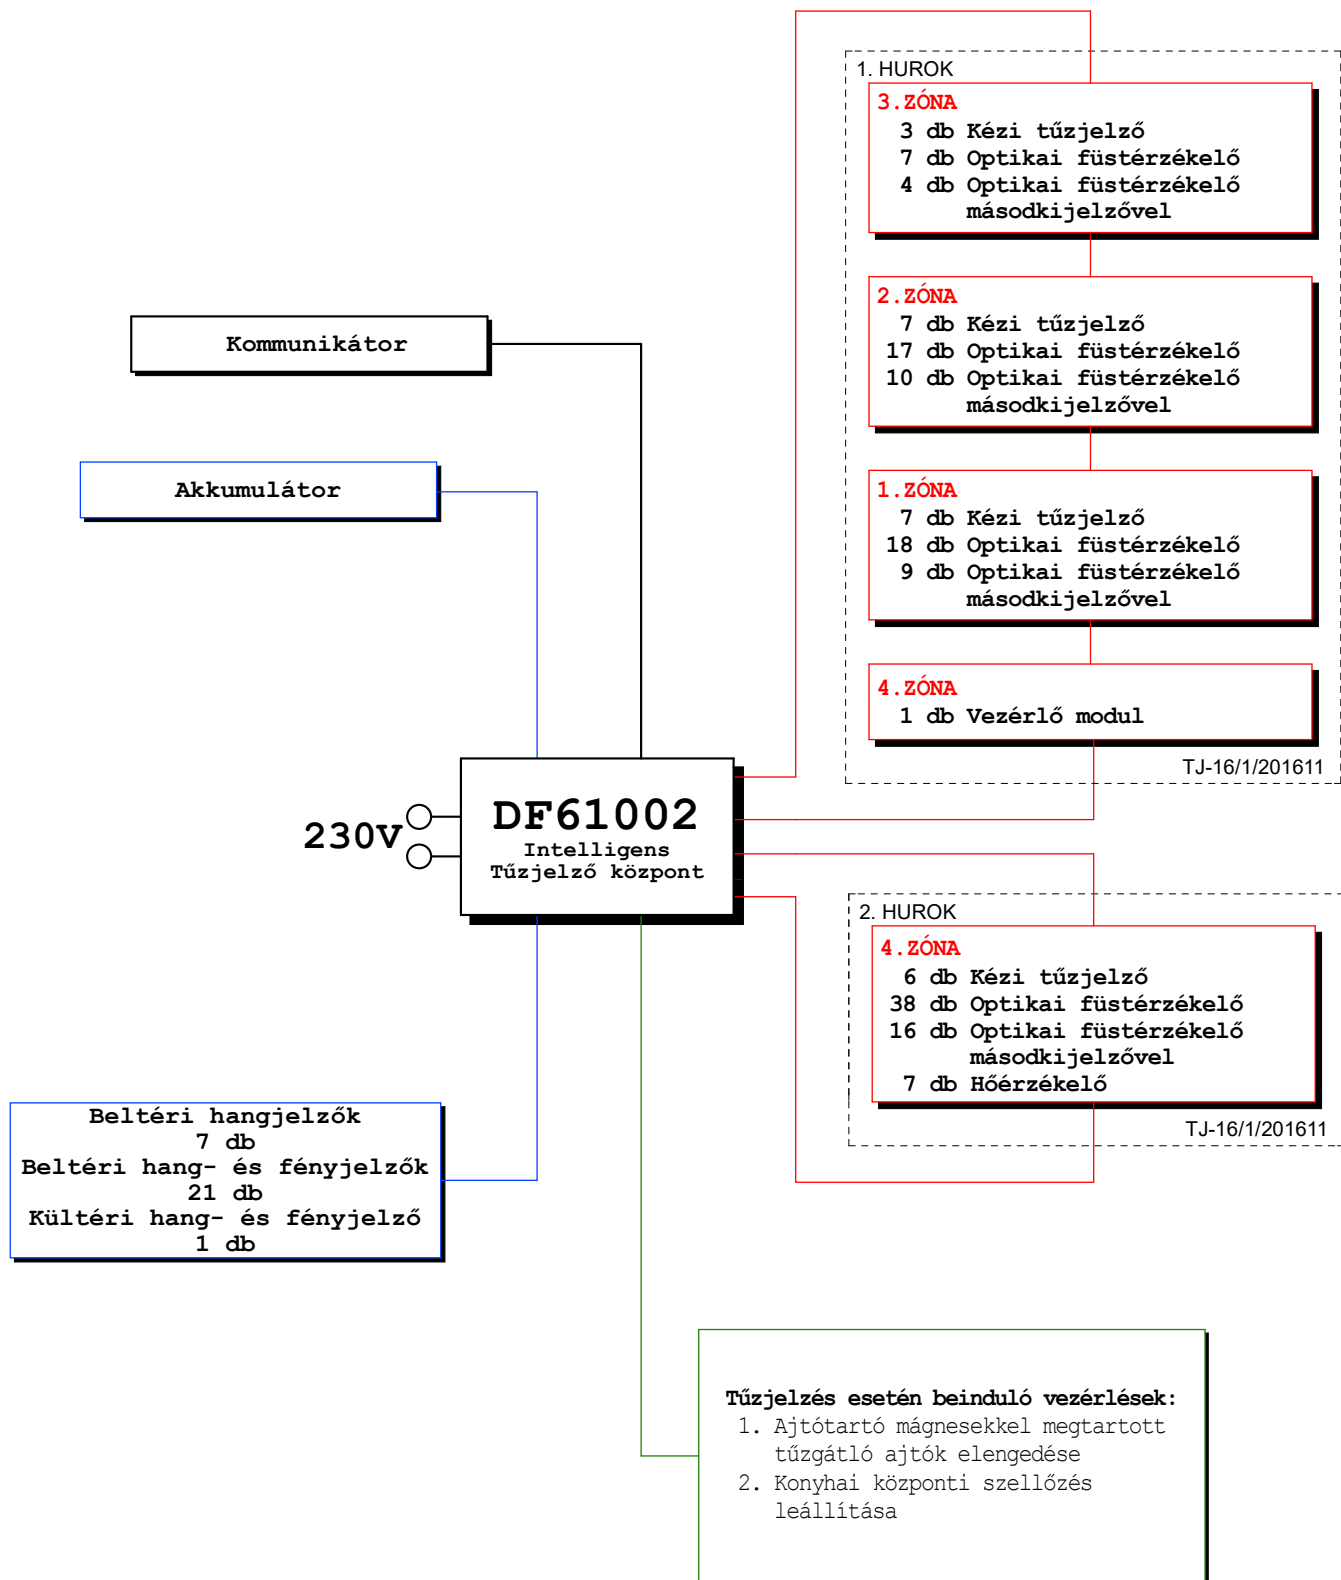 1. HUROK
3.ZÓNA
3 db Kézi tűzjelző
7 db Optikai füstérzékelő
4 db Optikai füstérzékelő
másodkijelzővel
2.ZÓNA
7 db Kézi tűzjelző
17 db Optikai füstérzékelő
10 db Optikai füstérzékelő
másodkijelzővel
1.ZÓNA
7 db Kézi tűzjelző
18 db Optikai füstérzékelő
9 db Optikai füstérzékelő
másodkijelzővel
4.ZÓNA
1 db Vezérlő modul
TJ-16/1/201611
Kommunikátor
Akkumulátor
230V
DF61002
Intelligens
Tűzjelző központ
2. HUROK
4.ZÓNA
6 db Kézi tűzjelző
38 db Optikai füstérzékelő
16 db Optikai füstérzékelő
másodkijelzővel
7 db Hőérzékelő
TJ-16/1/201611
Beltéri hangjelzők
7 db
Beltéri hang- és fényjelzők
21 db
Kültéri hang- és fényjelző
1 db
Tűzjelzés esetén beinduló vezérlések:
1. Ajtótartó mágnesekkel megtartott
tűzgátló ajtók elengedése
2. Konyhai központi szellőzés
leállítása